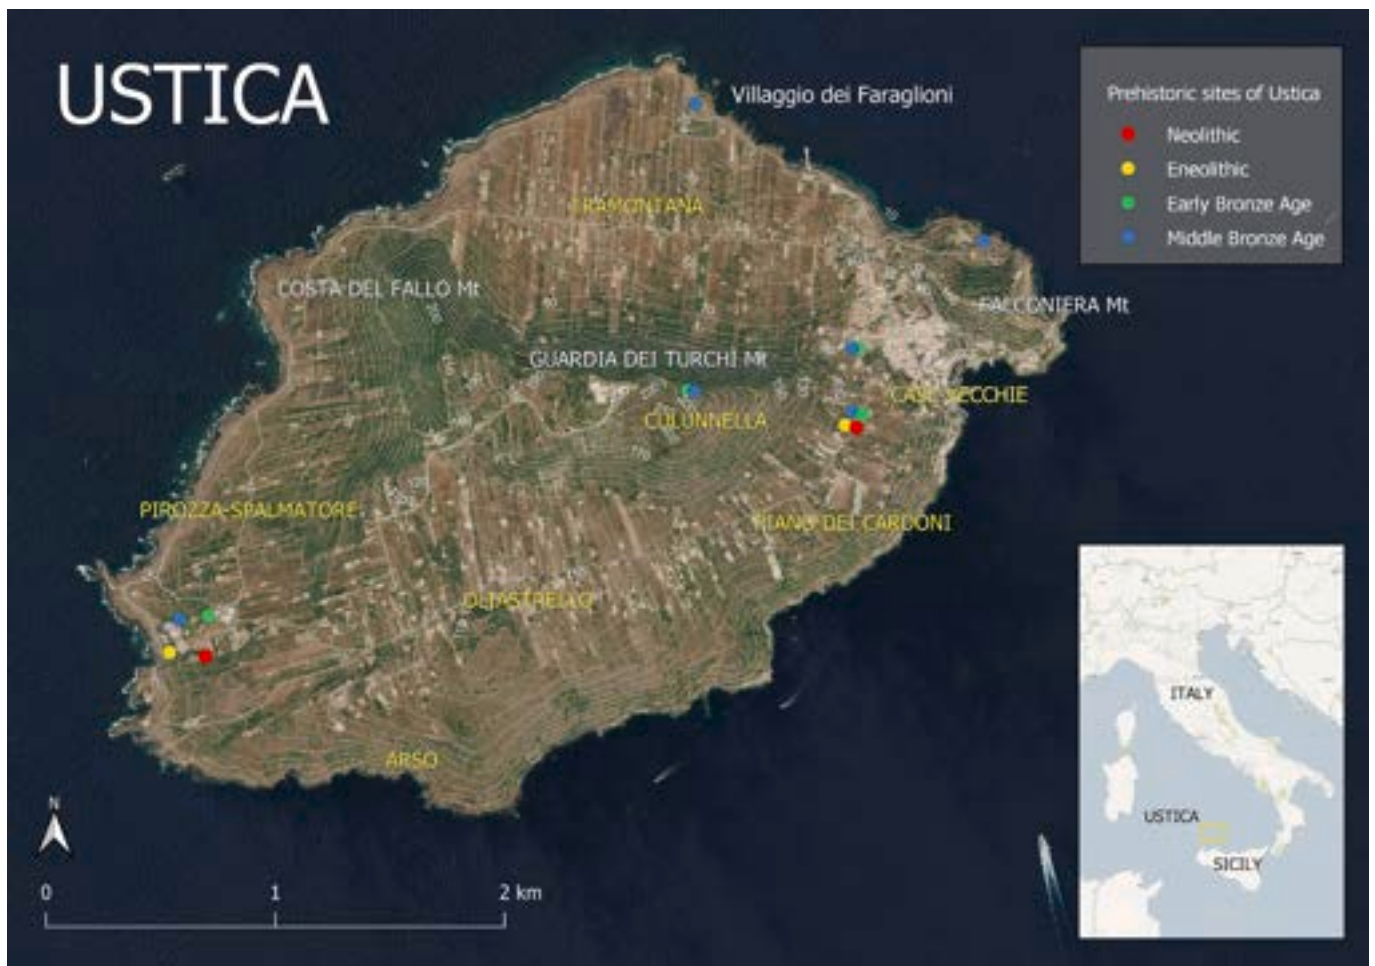 USTICA
Villaggio dei Faraglioni
Prehistoric sites of Ustica
Neolithic
Eneolithic
Early Bronze Age
Middle Bronze Age
TRAMONTANA
COSTA DEL FALLO Mt
FALCONIERA Mt
GUARDIA DEI TURCHI Mt
CASE VECCHIE
CULUNNELLA
170
PIROZZA-SPALMATORE
PIANO DEI CARDONI
OLIASTRELLO
ARSO
ITALY
USTICA
SICILY
N
0 1 2 km